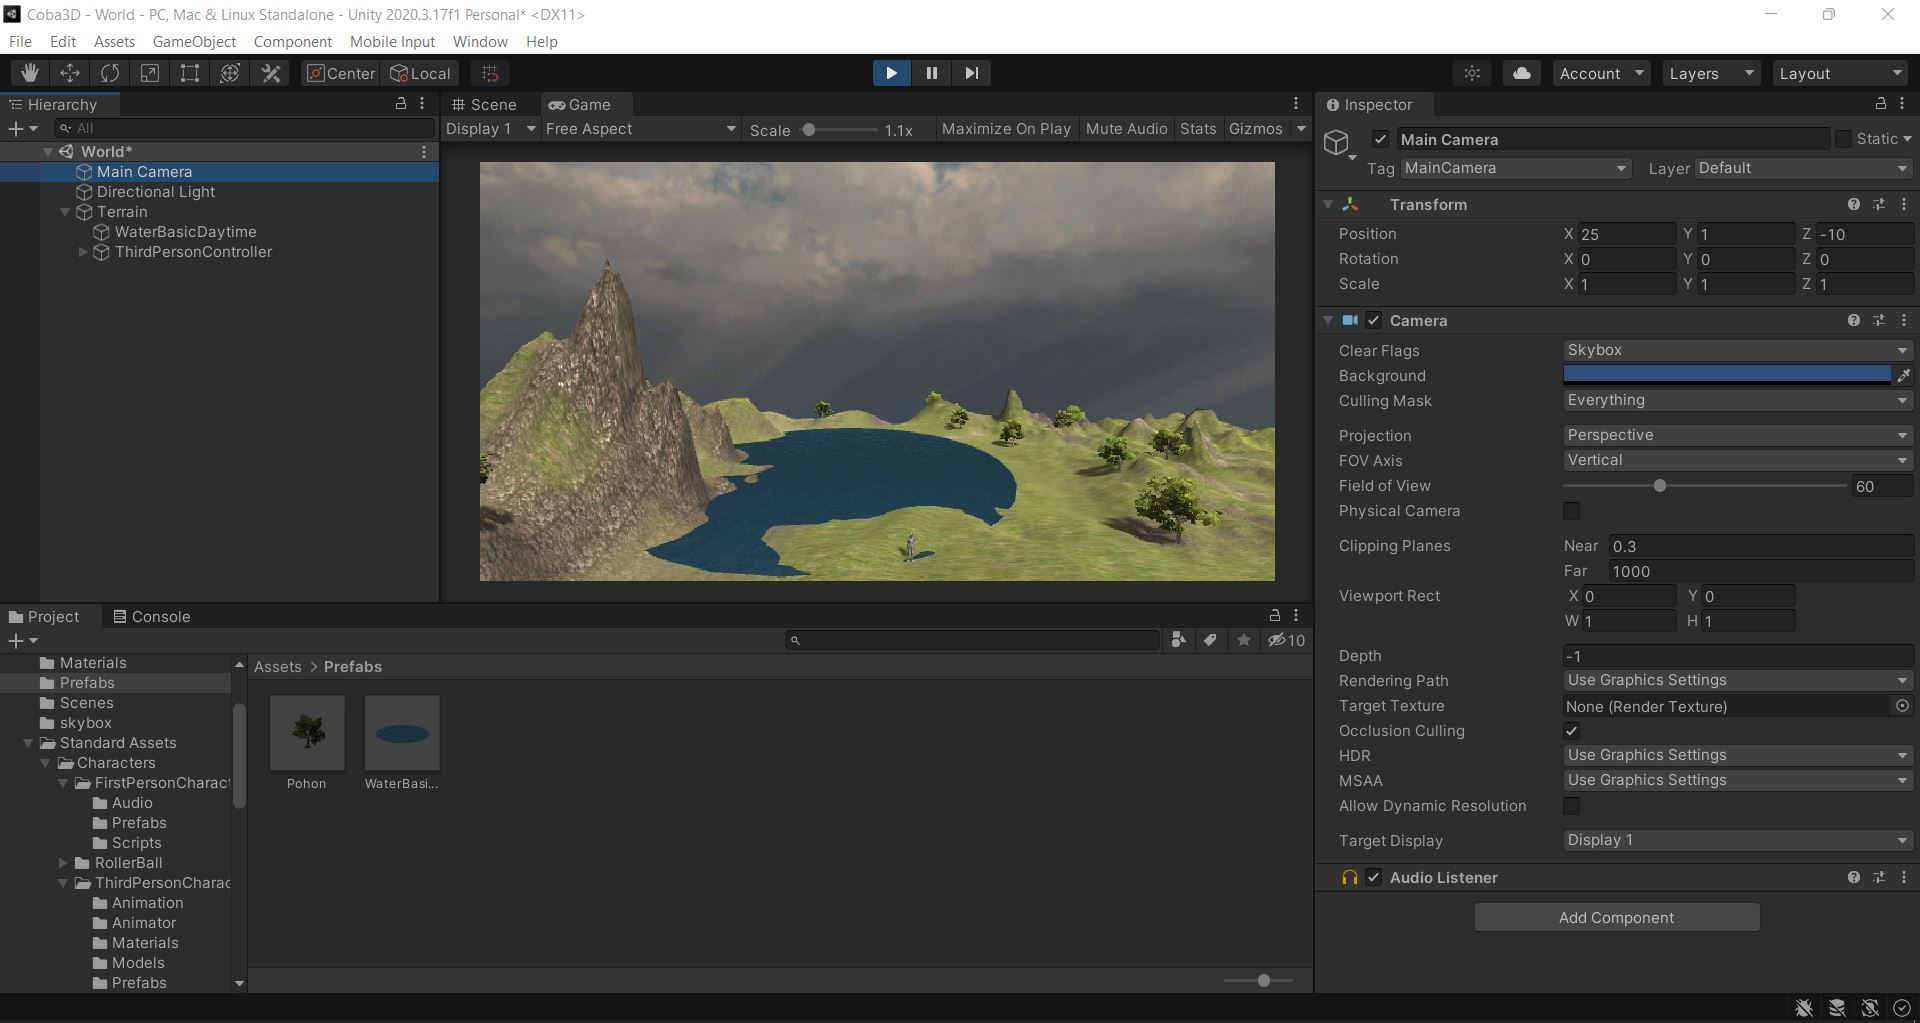 Coba3D - World - PC, Mac & Linux Standalone - Unity 2020.3.17f1 Personal* <DX11>
File Edit Assets GameObject Component Mobile Input Window Help
Center Local Account Layers Layout
Hierarchy
All
World*
Main Camera
Directional Light
Terrain
WaterBasicDaytime
ThirdPersonController
Scene Game
Display 1 Free Aspect Scale 1.1x Maximize On Play Mute Audio Stats Gizmos
Project Console
10
Materials
Prefabs
Scenes
skybox
Standard Assets
Characters
FirstPersonCharact
Audio
Prefabs
Scripts
RollerBall
ThirdPersonCharac
Animation
Animator
Materials
Models
Prefabs
Assets > Prefabs
Pohon WaterBasi...
Inspector
Main Camera Static
Tag MainCamera Layer Default
Transform
Position X 25 Y 1 Z -10
Rotation X 0 Y 0 Z 0
Scale X 1 Y 1 Z 1
Camera
Clear Flags Skybox
Background
Culling Mask Everything
Projection Perspective
FOV Axis Vertical
Field of View 60
Physical Camera
Clipping Planes Near 0.3
Far 1000
Viewport Rect X 0 Y 0
W 1 H 1
Depth -1
Rendering Path Use Graphics Settings
Target Texture None (Render Texture)
Occlusion Culling
HDR Use Graphics Settings
MSAA Use Graphics Settings
Allow Dynamic Resolution
Target Display Display 1
Audio Listener
Add Component